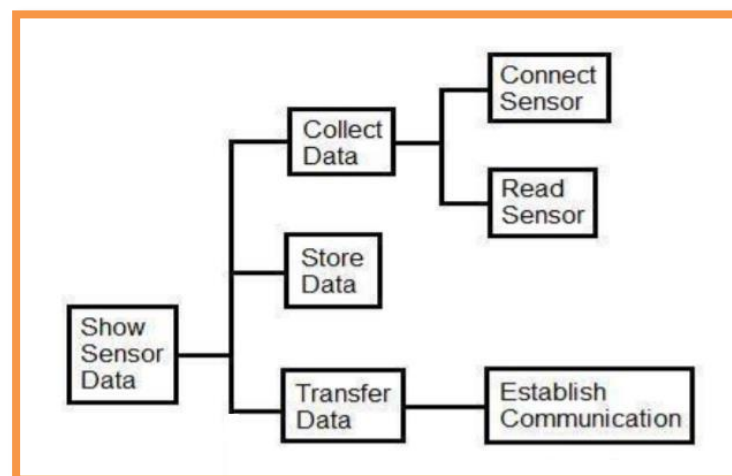 Connect
Sensor
Collect
Data
Read
Sensor
Store
Data
Show
Sensor
Data
Transfer
Data
Establish
Communication